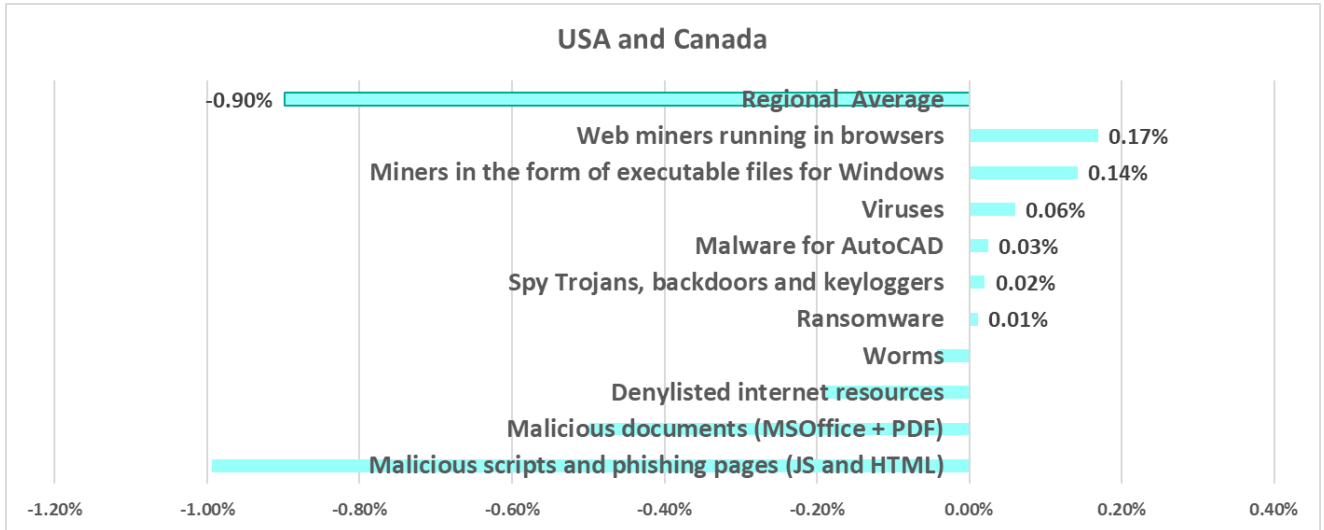 USA and Canada
-0.90% Regional Average
Web miners running in browsers 0.17%
Miners in the form of executable files for Windows 0.14%
Viruses 0.06%
Malware for AutoCAD 0.03%
Spy Trojans, backdoors and keyloggers 0.02%
Ransomware 0.01%
Worms
Denylisted internet resources
Malicious documents (MSOffice + PDF)
Malicious scripts and phishing pages (JS and HTML)
-1.20% -1.00% -0.80% -0.60% -0.40% -0.20% 0.00% 0.20% 0.40%